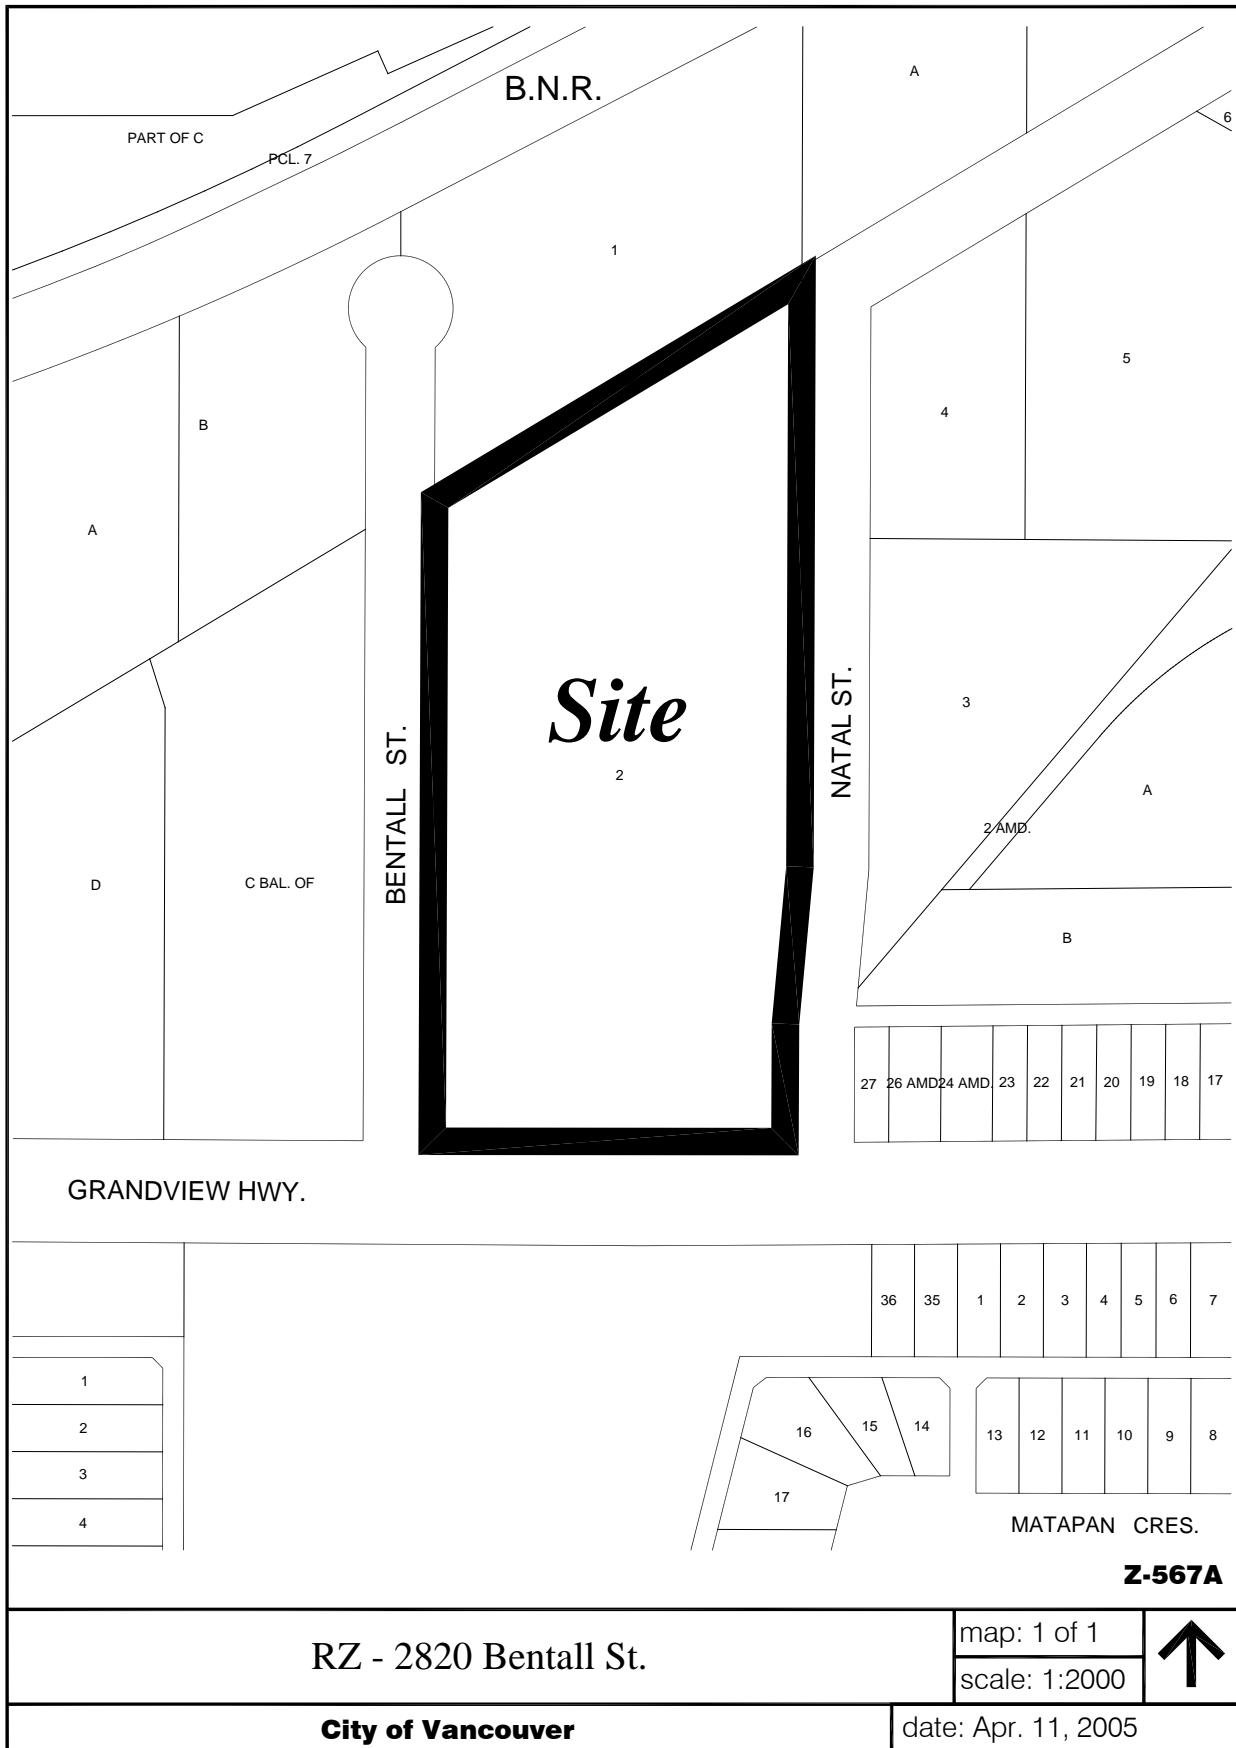 B.N.R.
A
6
PART OF C
PCL. 7
1
5
4
B
A
Site
2
BENTALL ST.
NATAL ST.
3
A
2 AMD.
D
C BAL. OF
B
27 26 AMD. 24 AMD. 23 22 21 20 19 18 17
GRANDVIEW HWY.
36 35 1 2 3 4 5 6 7
1
2
3
4
16 15 14 13 12 11 10 9 8
17
MATAPAN CRES.
Z-567A
RZ - 2820 Bentall St.
map: 1 of 1
scale: 1:2000
City of Vancouver
date: Apr. 11, 2005